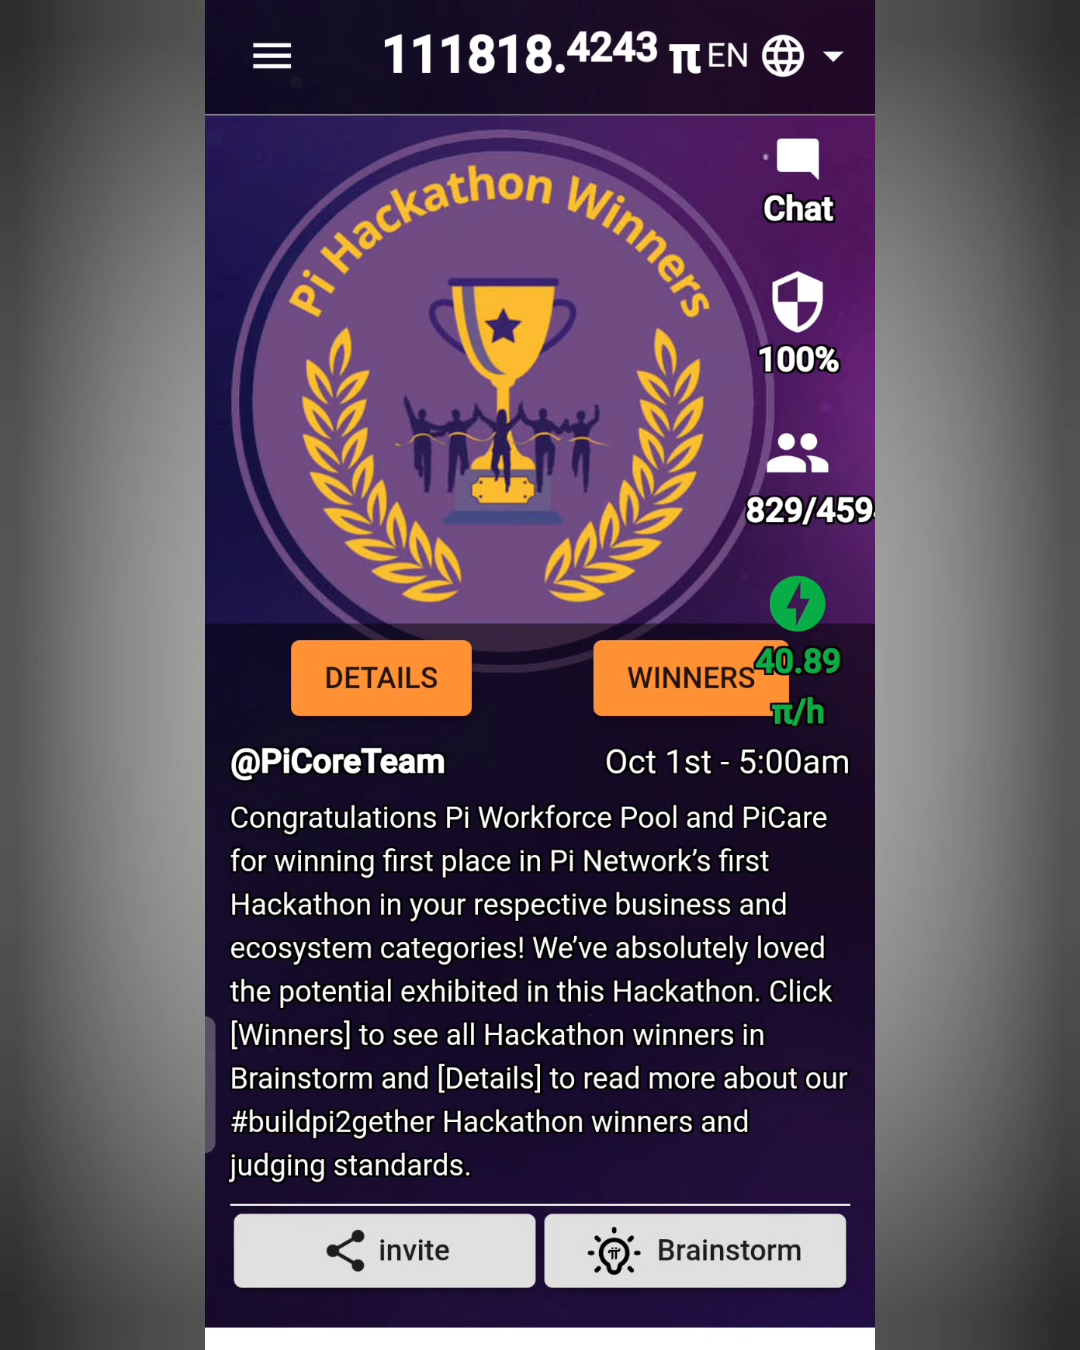 111818.4243 π EN
Pi Hackathon Winners
Chat
100%
829/459
40.89
π/h
DETAILS
WINNERS
@PiCoreTeam
Oct 1st - 5:00am
Congratulations Pi Workforce Pool and PiCare
for winning first place in Pi Network’s first
Hackathon in your respective business and
ecosystem categories! We’ve absolutely loved
the potential exhibited in this Hackathon. Click
[Winners] to see all Hackathon winners in
Brainstorm and [Details] to read more about our
#buildpi2gether Hackathon winners and
judging standards.
invite
Brainstorm